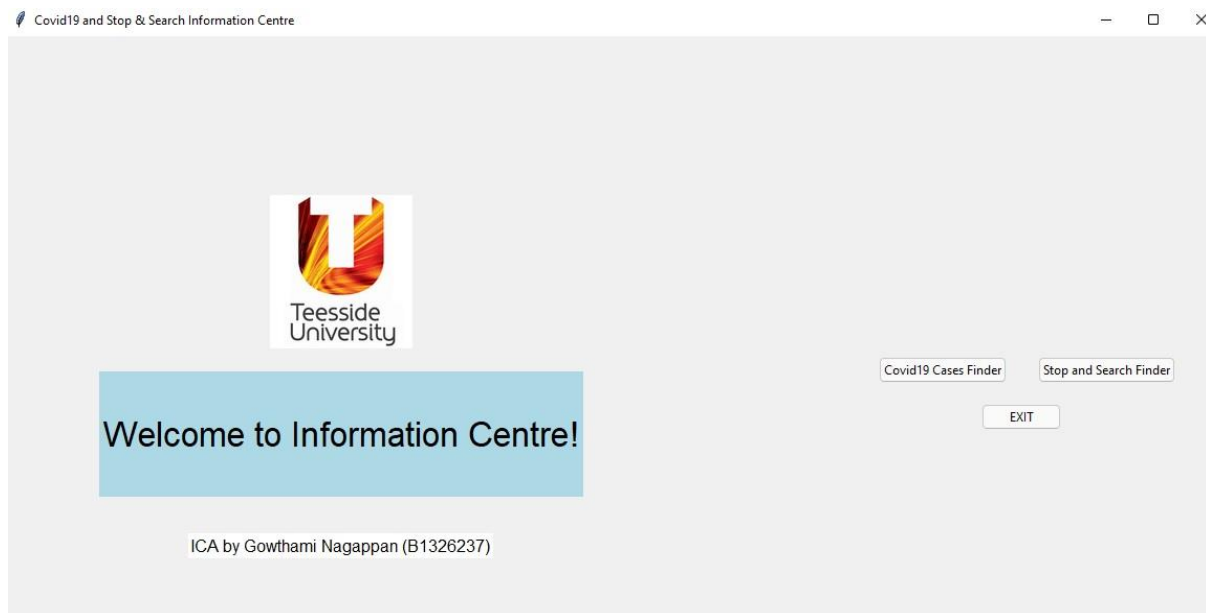 Covid19 and Stop & Search Information Centre
Teesside
University
Welcome to Information Centre!
ICA by Gowthami Nagappan (B1326237)
Covid19 Cases Finder
Stop and Search Finder
EXIT